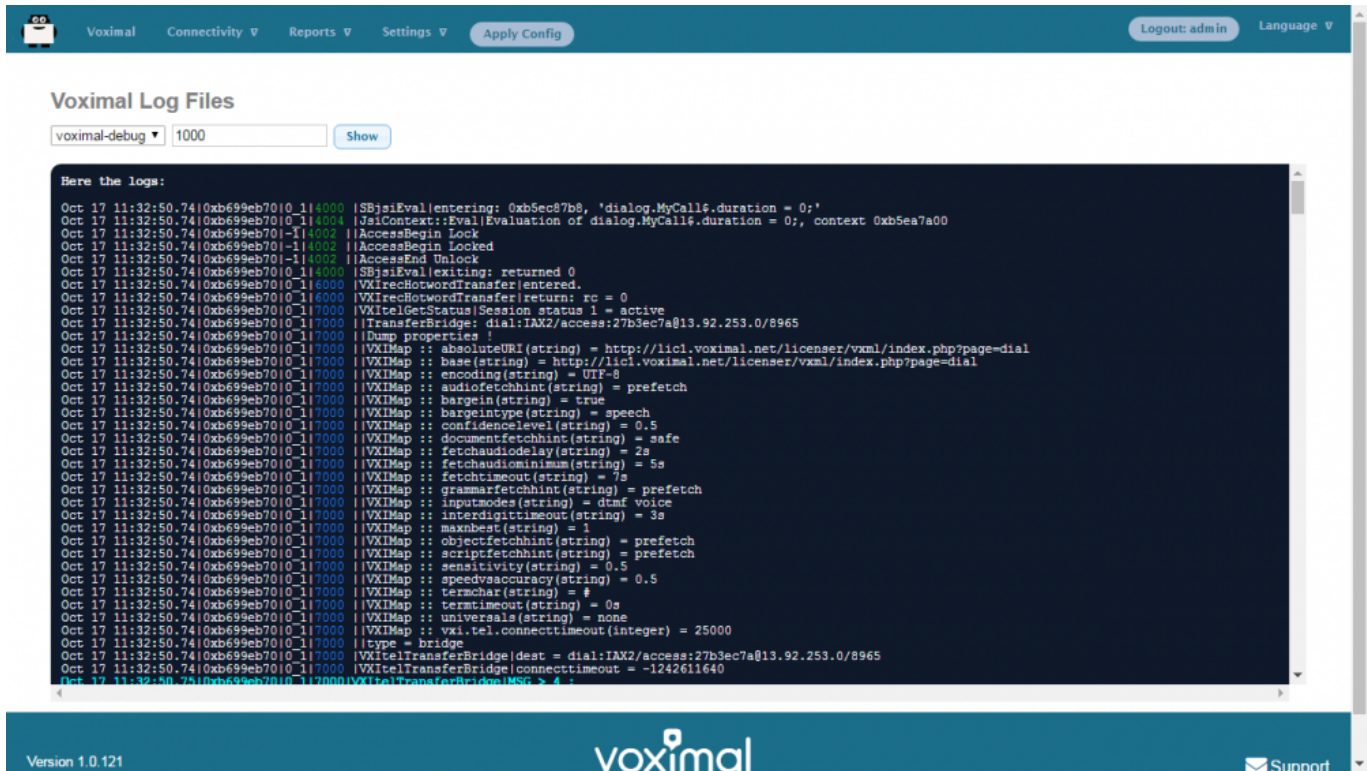 Voximal Connectivity ∇ Reports ∇ Settings ∇ Apply Config Logout: admin Language ∇
Voximal Log Files
voximal-debug ▼ 1000 Show
Here the logs:
Oct 17 11:32:50.74|0xb699eb70|0_1|4000 |SBjsiEval|entering: 0xb5ec87b8, 'dialog.MyCall$.duration = 0;'
Oct 17 11:32:50.74|0xb699eb70|0_1|4004 |JsiContext::Eval|Evaluation of dialog.MyCall$.duration = 0;, context 0xb5ea7a00
Oct 17 11:32:50.74|0xb699eb70|-1|4002 ||AccessBegin Lock
Oct 17 11:32:50.74|0xb699eb70|-1|4002 ||AccessBegin Locked
Oct 17 11:32:50.74|0xb699eb70|-1|4002 ||AccessEnd Unlock
Oct 17 11:32:50.74|0xb699eb70|0_1|4000 |SBjsiEval|exiting: returned 0
Oct 17 11:32:50.74|0xb699eb70|0_1|6000 |VXIrecHotwordTransfer|entered.
Oct 17 11:32:50.74|0xb699eb70|0_1|6000 |VXIrecHotwordTransfer|return: rc = 0
Oct 17 11:32:50.74|0xb699eb70|0_1|7000 |VXItelGetStatus|Session status 1 = active
Oct 17 11:32:50.74|0xb699eb70|0_1|7000 ||TransferBridge: dial:IAX2/access:27b3ec7a@13.92.253.0/8965
Oct 17 11:32:50.74|0xb699eb70|0_1|7000 ||Dump properties !
Oct 17 11:32:50.74|0xb699eb70|0_1|7000 ||VXIMap :: absoluteURI(string) = http://lic1.voximal.net/licenser/vxml/index.php?page=dial
Oct 17 11:32:50.74|0xb699eb70|0_1|7000 ||VXIMap :: base(string) = http://lic1.voximal.net/licenser/vxml/index.php?page=dial
Oct 17 11:32:50.74|0xb699eb70|0_1|7000 ||VXIMap :: encoding(string) = UTF-8
Oct 17 11:32:50.74|0xb699eb70|0_1|7000 ||VXIMap :: audiofetchhint(string) = prefetch
Oct 17 11:32:50.74|0xb699eb70|0_1|7000 ||VXIMap :: bargein(string) = true
Oct 17 11:32:50.74|0xb699eb70|0_1|7000 ||VXIMap :: bargeintype(string) = speech
Oct 17 11:32:50.74|0xb699eb70|0_1|7000 ||VXIMap :: confidencelevel(string) = 0.5
Oct 17 11:32:50.74|0xb699eb70|0_1|7000 ||VXIMap :: documentfetchhint(string) = safe
Oct 17 11:32:50.74|0xb699eb70|0_1|7000 ||VXIMap :: fetchaudiodelay(string) = 2s
Oct 17 11:32:50.74|0xb699eb70|0_1|7000 ||VXIMap :: fetchaudiominimum(string) = 5s
Oct 17 11:32:50.74|0xb699eb70|0_1|7000 ||VXIMap :: fetchtimeout(string) = 7s
Oct 17 11:32:50.74|0xb699eb70|0_1|7000 ||VXIMap :: grammarfetchhint(string) = prefetch
Oct 17 11:32:50.74|0xb699eb70|0_1|7000 ||VXIMap :: inputmodes(string) = dtmf voice
Oct 17 11:32:50.74|0xb699eb70|0_1|7000 ||VXIMap :: interdigittimeout(string) = 3s
Oct 17 11:32:50.74|0xb699eb70|0_1|7000 ||VXIMap :: maxnbest(string) = 1
Oct 17 11:32:50.74|0xb699eb70|0_1|7000 ||VXIMap :: objectfetchhint(string) = prefetch
Oct 17 11:32:50.74|0xb699eb70|0_1|7000 ||VXIMap :: scriptfetchhint(string) = prefetch
Oct 17 11:32:50.74|0xb699eb70|0_1|7000 ||VXIMap :: sensitivity(string) = 0.5
Oct 17 11:32:50.74|0xb699eb70|0_1|7000 ||VXIMap :: speedvsaccuracy(string) = 0.5
Oct 17 11:32:50.74|0xb699eb70|0_1|7000 ||VXIMap :: termchar(string) = #
Oct 17 11:32:50.74|0xb699eb70|0_1|7000 ||VXIMap :: termtimeout(string) = 0s
Oct 17 11:32:50.74|0xb699eb70|0_1|7000 ||VXIMap :: universals(string) = none
Oct 17 11:32:50.74|0xb699eb70|0_1|7000 ||VXIMap :: vxi.tel.connecttimeout(integer) = 25000
Oct 17 11:32:50.74|0xb699eb70|0_1|7000 ||type = bridge
Oct 17 11:32:50.74|0xb699eb70|0_1|7000 |VXItelTransferBridge|dest = dial:IAX2/access:27b3ec7a@13.92.253.0/8965
Oct 17 11:32:50.74|0xb699eb70|0_1|7000 |VXItelTransferBridge|connecttimeout = -1242611640
Oct 17 11:32:50.75|0xb699eb70|0_1|7000|VXItelTransferBridge|MSG > 4 :
Version 1.0.121 voximal Support